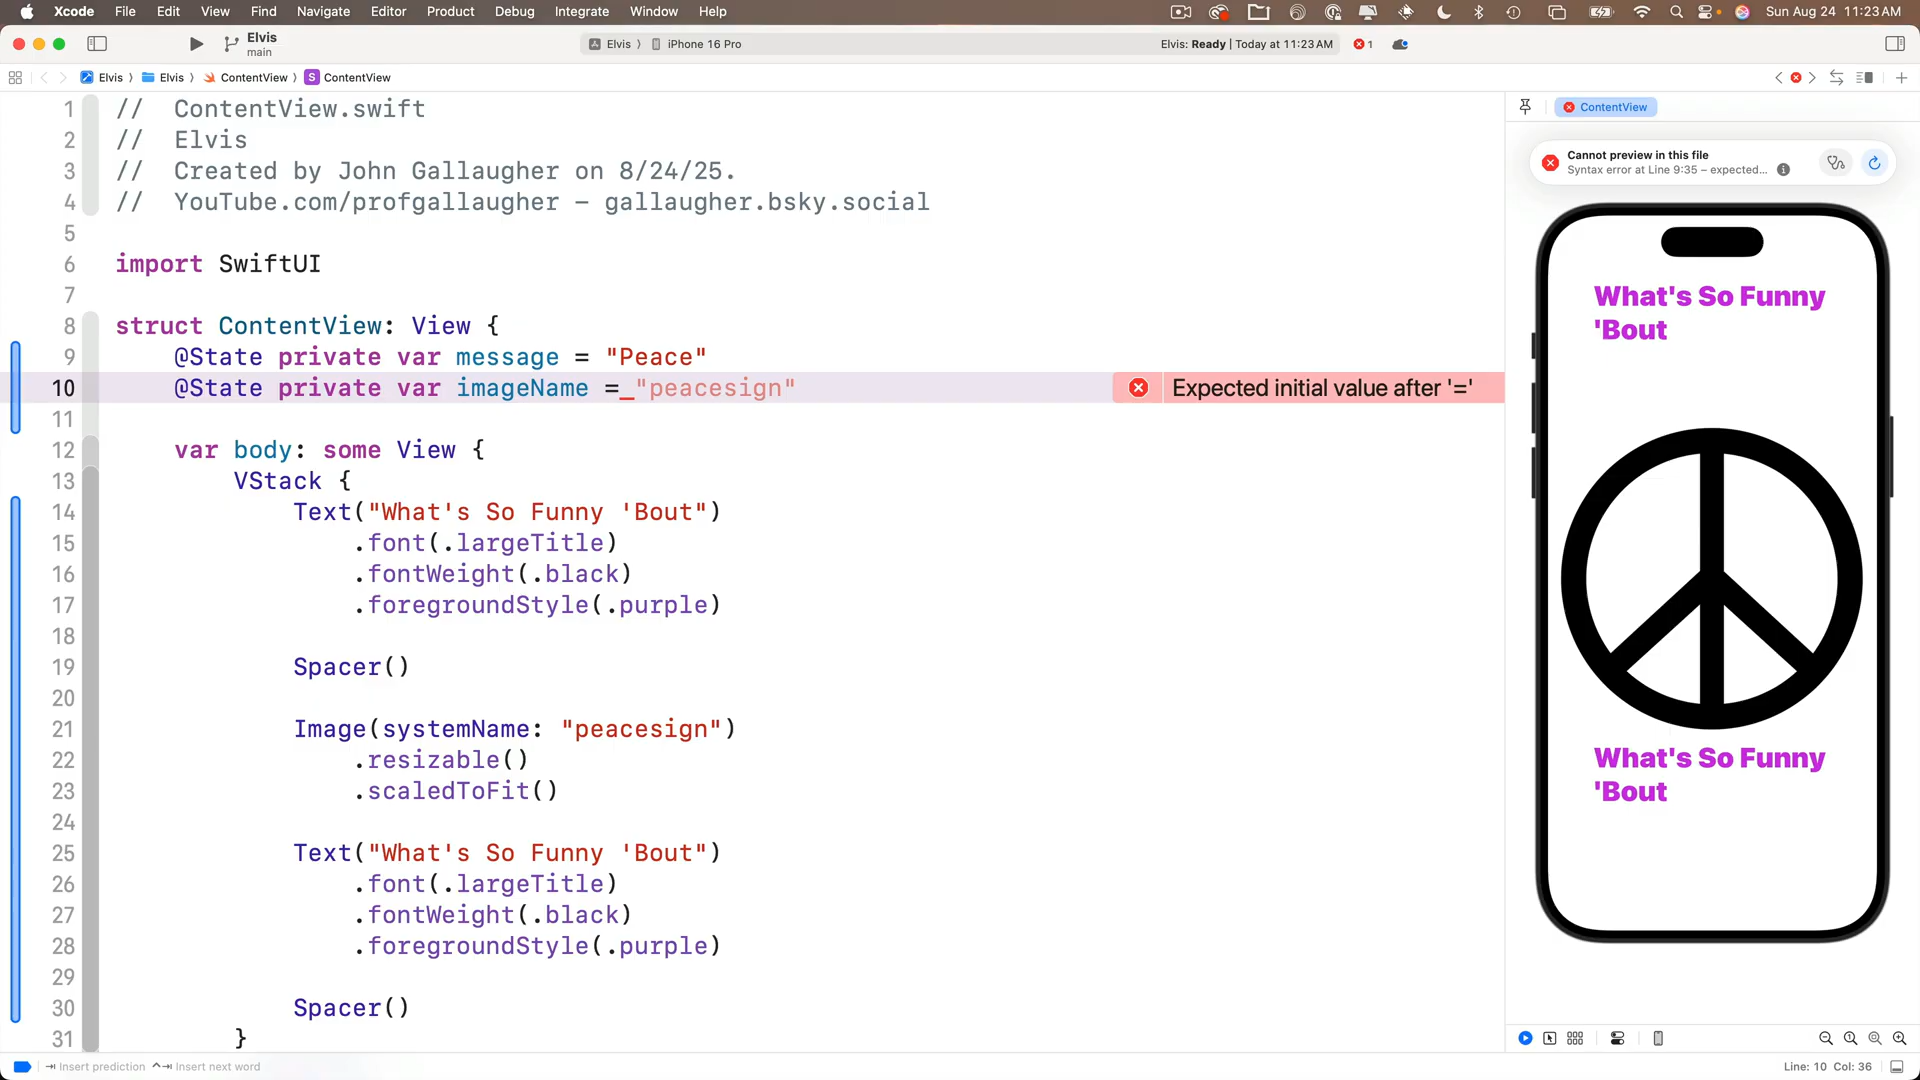 Xcode File Edit View Find Navigate Editor Product Debug Integrate Window Help Sun Aug 24 11:23 AM
Elvis
main
Elvis 〉 iPhone 16 Pro
Elvis: Ready | Today at 11:23 AM
1
Elvis 〉 Elvis 〉 ContentView 〉 S ContentView
1 // ContentView.swift
2 // Elvis
3 // Created by John Gallaugher on 8/24/25.
4 // YouTube.com/profgallaugher – gallaugher.bsky.social
5
6 import SwiftUI
7
8 struct ContentView: View {
9 @State private var message = "Peace"
10 @State private var imageName = "peacesign"
Expected initial value after '='
11
12 var body: some View {
13 VStack {
14 Text("What's So Funny 'Bout")
15 .font(.largeTitle)
16 .fontWeight(.black)
17 .foregroundStyle(.purple)
18
19 Spacer()
20
21 Image(systemName: "peacesign")
22 .resizable()
23 .scaledToFit()
24
25 Text("What's So Funny 'Bout")
26 .font(.largeTitle)
27 .fontWeight(.black)
28 .foregroundStyle(.purple)
29
30 Spacer()
31 }
ContentView
Cannot preview in this file
Syntax error at Line 9:35 – expected...
What's So Funny
'Bout
What's So Funny
'Bout
Insert prediction Insert next word
Line: 10 Col: 36